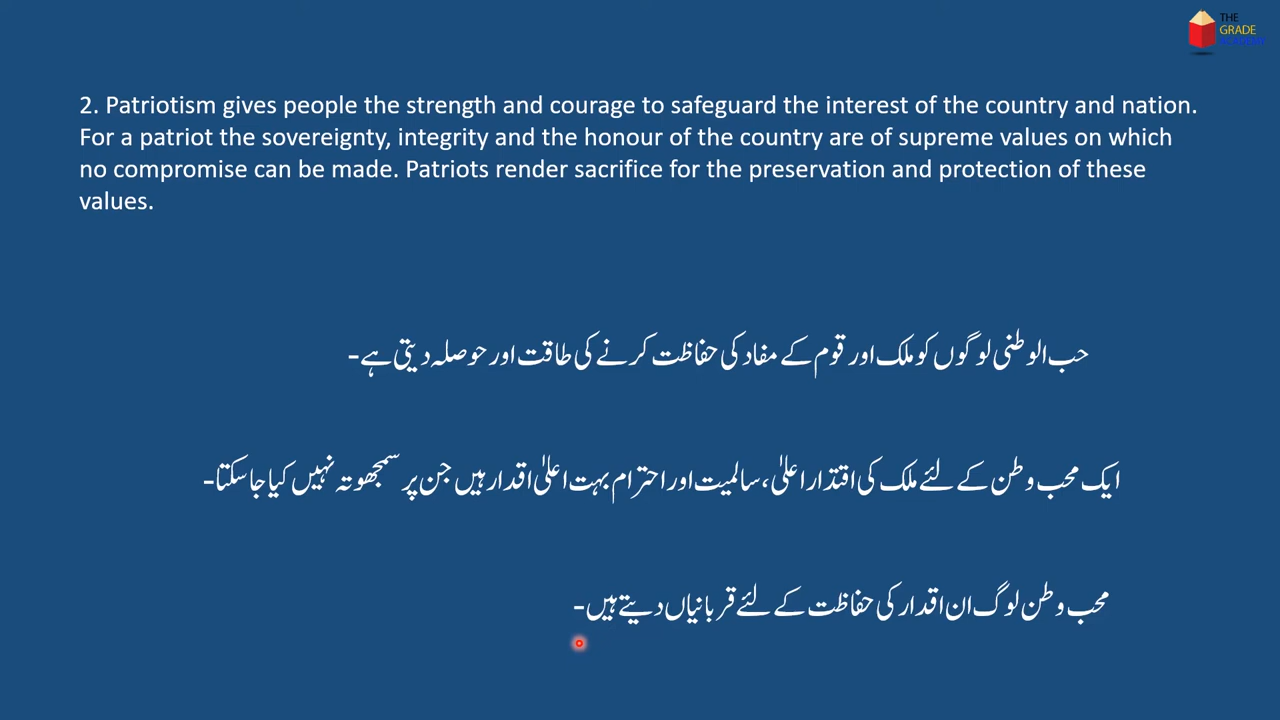 THE
GRADE
ACADEMY
2. Patriotism gives people the strength and courage to safeguard the interest of the country and nation.
For a patriot the sovereignty, integrity and the honour of the country are of supreme values on which
no compromise can be made. Patriots render sacrifice for the preservation and protection of these
values.
حب الوطنی لوگوں کو ملک اور قوم کے مفاد کی حفاظت کرنے کی طاقت اور حوصلہ دیتی ہے-
ایک محب وطن کے لئے ملک کی اقتدار اعلیٰ، سالمیت اور احترام بہت اعلیٰ اقدار ہیں جن پر سمجھوتہ نہیں کیا جا سکتا-
محب وطن لوگ ان اقدار کی حفاظت کے لئے قربانیاں دیتے ہیں-